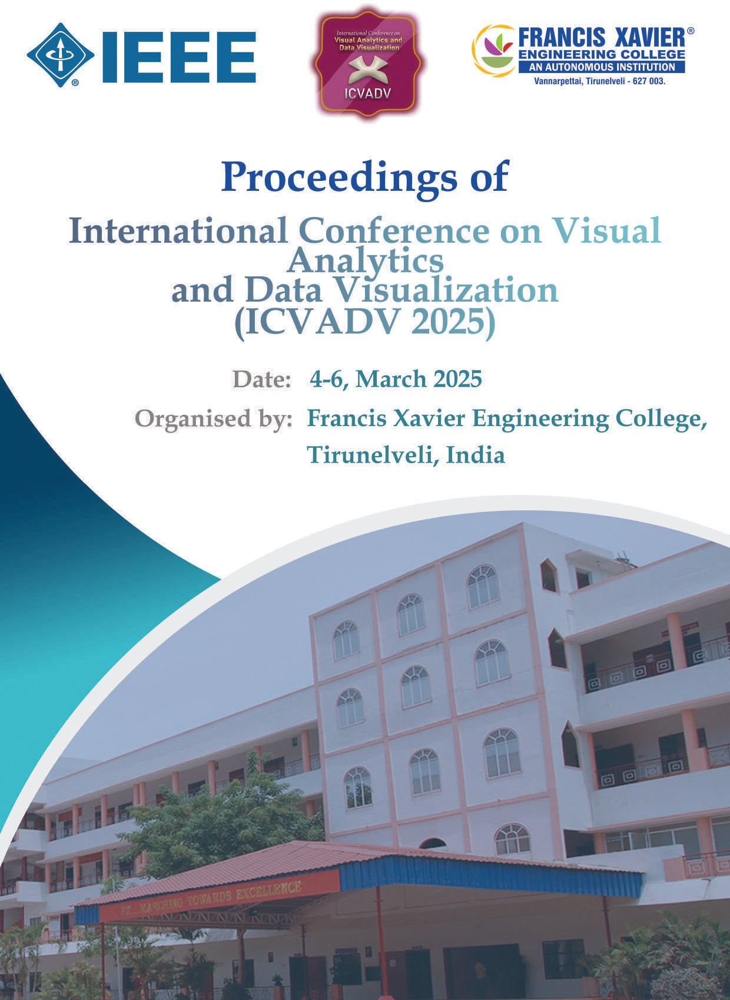 IEEE
®
International Conference on
Visual Analytics and
Data Visualization
ICVADV
FRANCIS XAVIER®
ENGINEERING COLLEGE
AN AUTONOMOUS INSTITUTION
Vannarpettai, Tirunelveli - 627 003.
Proceedings of
International Conference on Visual
Analytics
and Data Visualization
(ICVADV 2025)
Date: 4-6, March 2025
Organised by: Francis Xavier Engineering College,
Tirunelveli, India
MARCHING TOWARDS EXCELLENCE